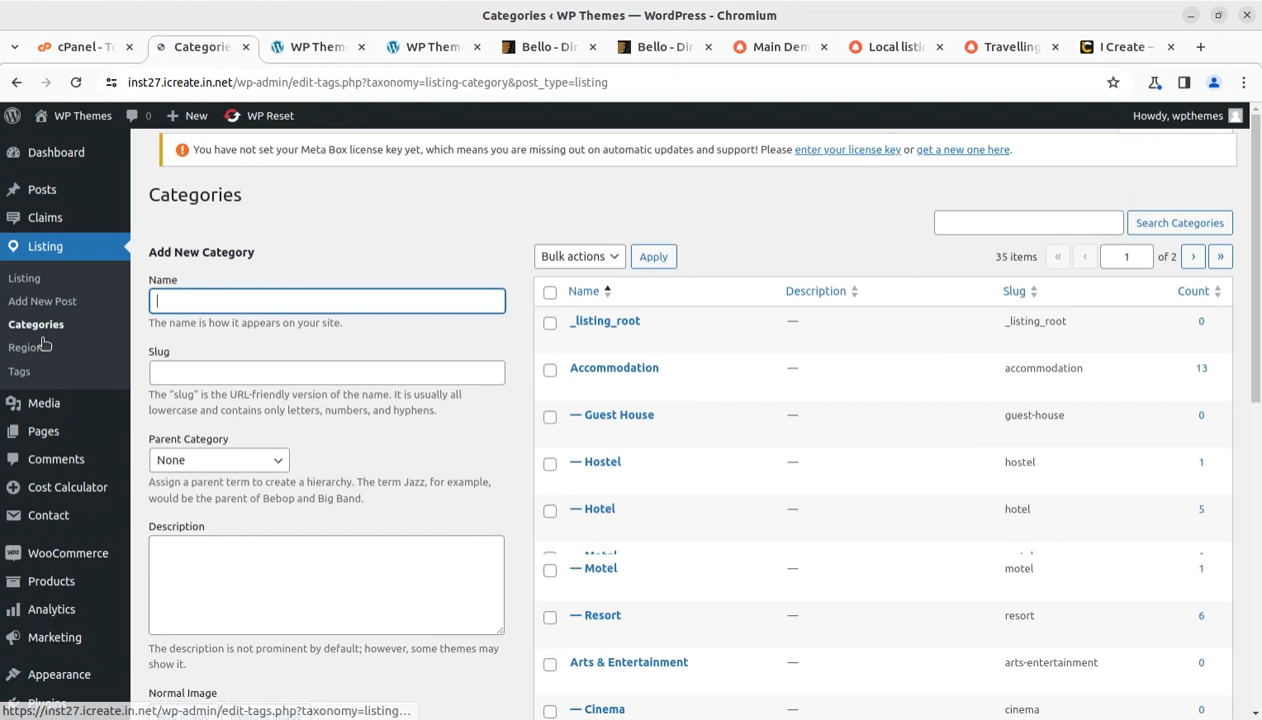 Categories ‹ WP Themes — WordPress - Chromium
cPanel - To
Categorie
WP Them
WP Them
Bello - Dir
Bello - Dir
Main Dem
Local listi
Travelling
I Create –
inst27.icreate.in.net/wp-admin/edit-tags.php?taxonomy=listing-category&post_type=listing
WP Themes
0
New
WP Reset
Howdy, wpthemes
You have not set your Meta Box license key yet, which means you are missing out on automatic updates and support! Please enter your license key or get a new one here.
Dashboard
Posts
Claims
Listing
Listing
Add New Post
Categories
Region
Tags
Media
Pages
Comments
Cost Calculator
Contact
WooCommerce
Products
Analytics
Marketing
Appearance
Plugins
Categories
Search Categories
Add New Category
Name
The name is how it appears on your site.
Slug
The "slug" is the URL-friendly version of the name. It is usually all
lowercase and contains only letters, numbers, and hyphens.
Parent Category
None
Assign a parent term to create a hierarchy. The term Jazz, for example,
would be the parent of Bebop and Big Band.
Description
The description is not prominent by default; however, some themes may
show it.
Normal Image
Bulk actions
Apply
35 items « ‹ 1 of 2 › »
Name Description Slug Count
_listing_root — _listing_root 0
Accommodation — accommodation 13
— Guest House — guest-house 0
— Hostel — hostel 1
— Hotel — hotel 5
— Motel — motel 1
— Resort — resort 6
Arts & Entertainment — arts-entertainment 0
— Cinema — cinema 0
https://inst27.icreate.in.net/wp-admin/edit-tags.php?taxonomy=listing...